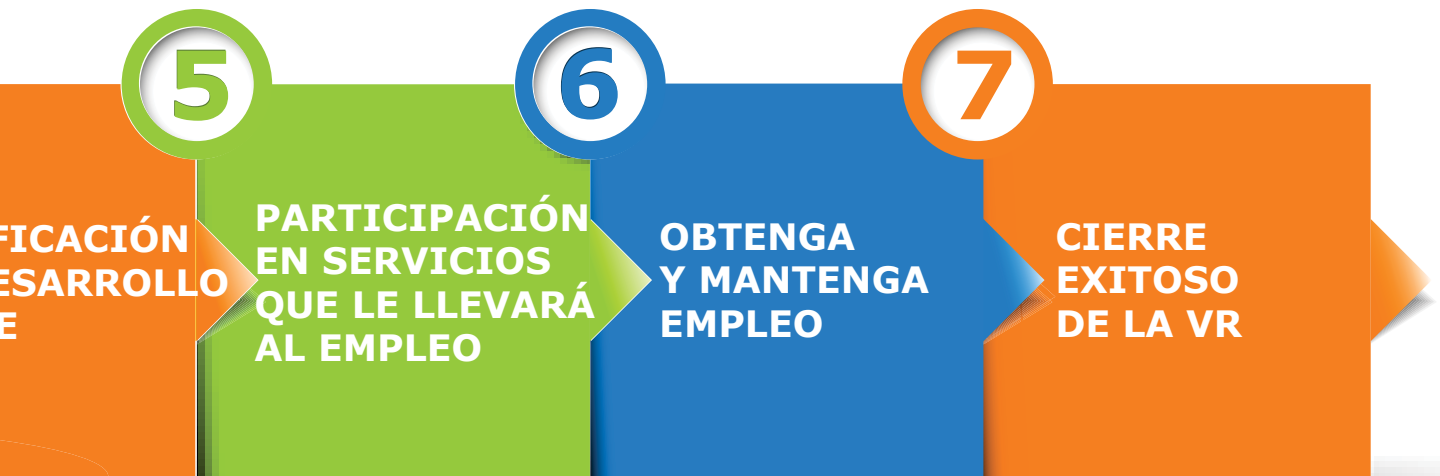 5
6
7
FICACIÓN
ESARROLLO
E
PARTICIPACIÓN
EN SERVICIOS
QUE LE LLEVARÁ
AL EMPLEO
OBTENGA
Y MANTENGA
EMPLEO
CIERRE
EXITOSO
DE LA VR